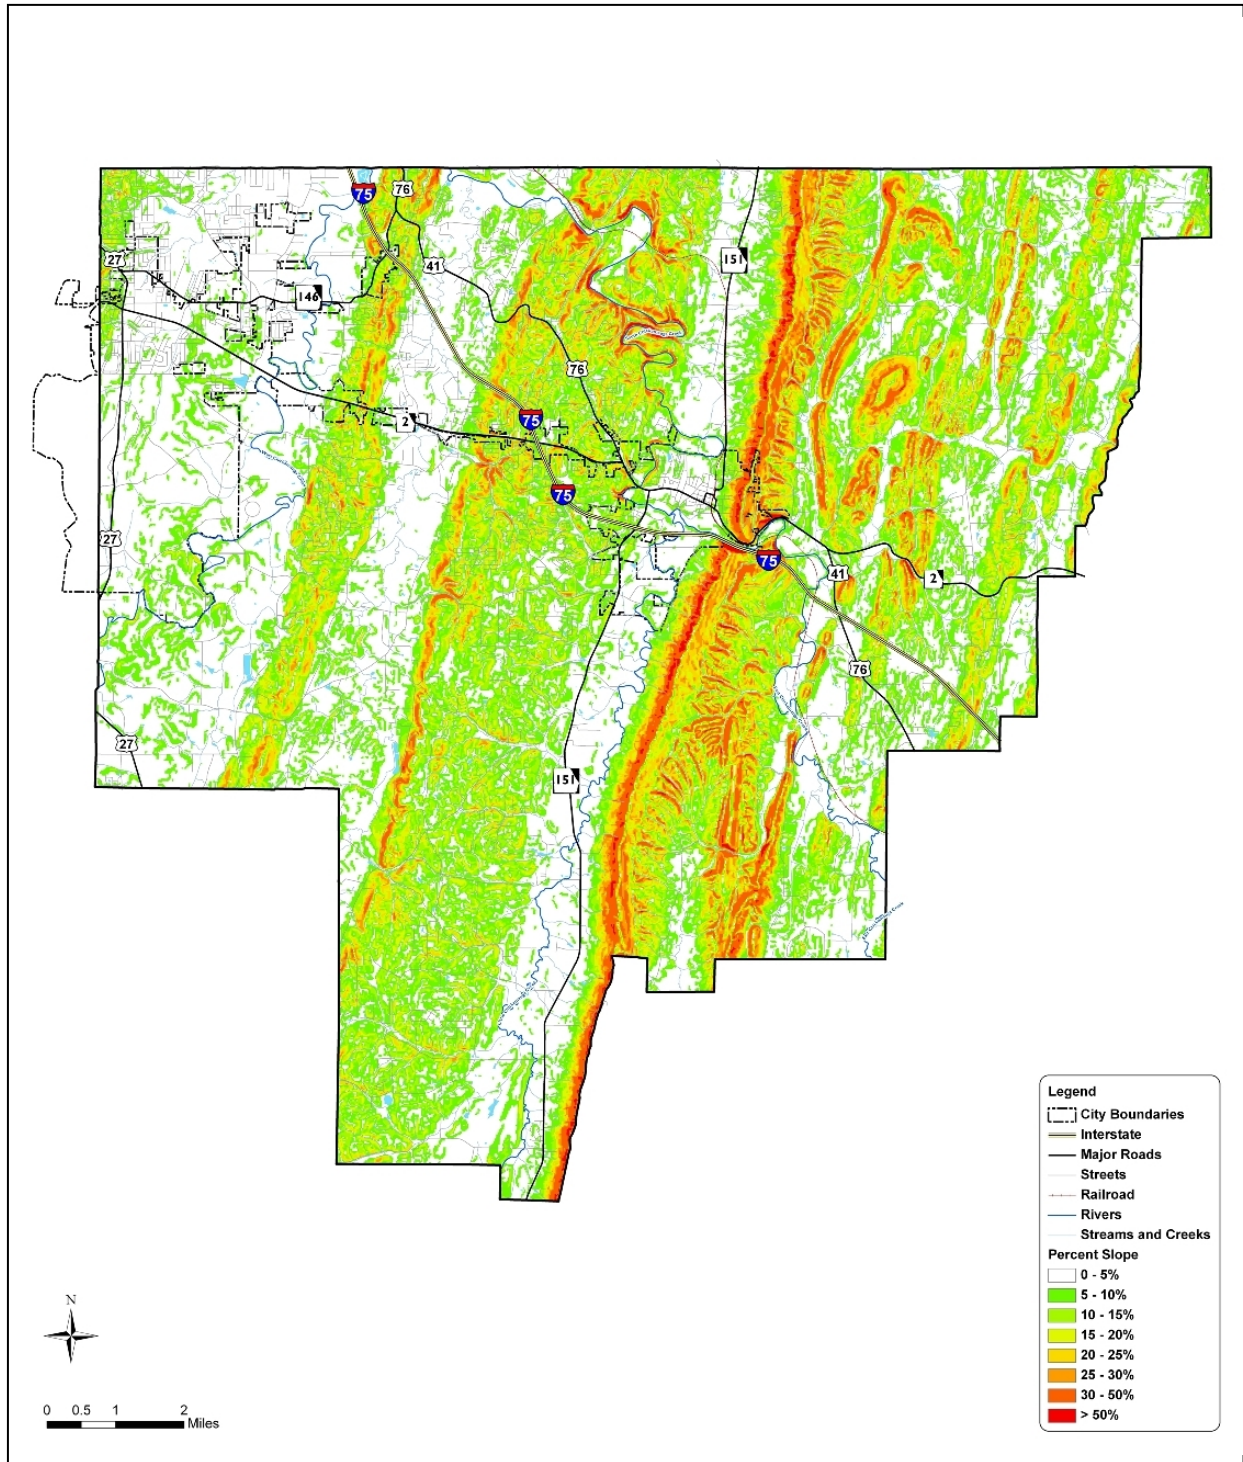 75
76
27
41
151
146
76
75
2
75
27
75
41
2
76
27
151
Legend
City Boundaries
Interstate
Major Roads
Streets
Railroad
Rivers
Streams and Creeks
Percent Slope
0 - 5%
5 - 10%
10 - 15%
15 - 20%
20 - 25%
25 - 30%
30 - 50%
> 50%
N
0 0.5 1 2
Miles